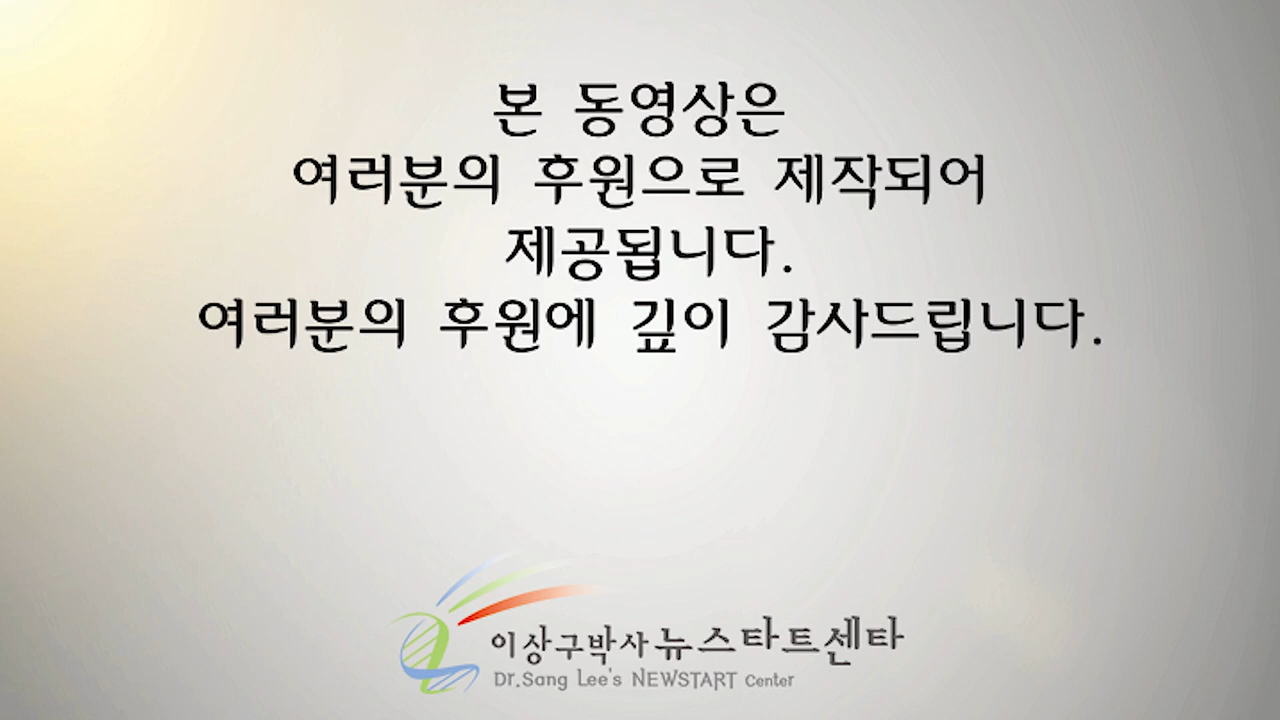 본 동영상은
여러분의 후원으로 제작되어
제공됩니다.
여러분의 후원에 깊이 감사드립니다.
이상구박사 뉴스타트센타
Dr.Sang Lee's NEWSTART Center